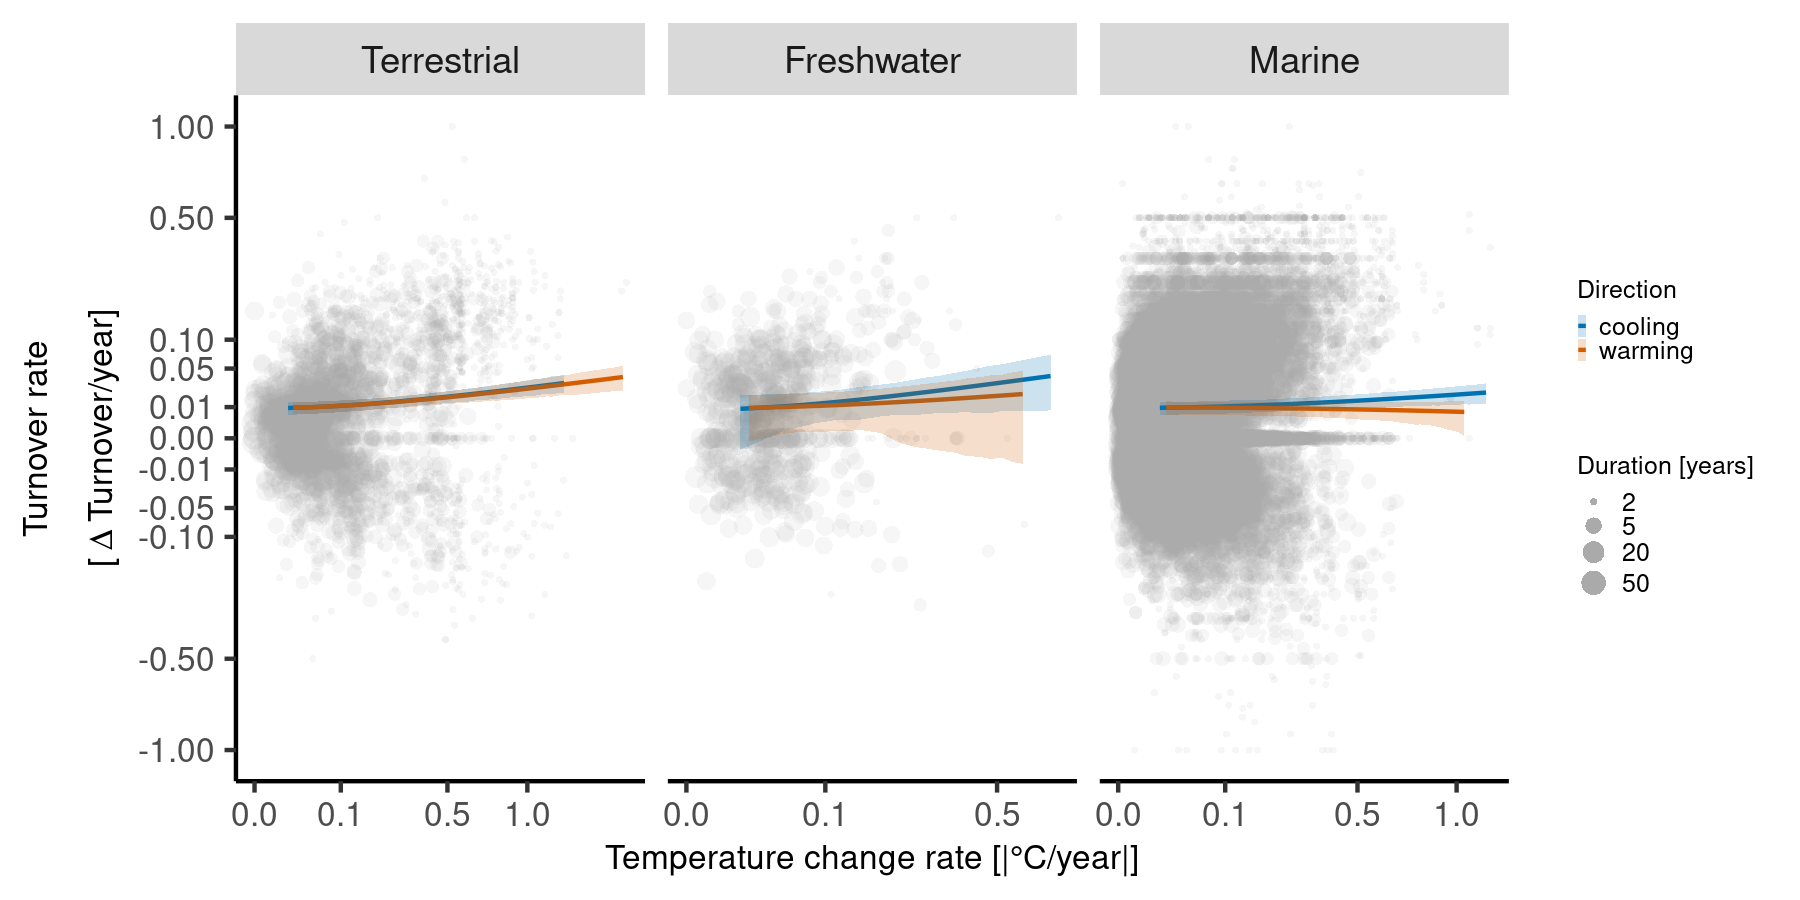 Terrestrial
Freshwater
Marine
Turnover rate
[ Δ Turnover/year]
1.00
0.50
0.10
0.05
0.01
0.00
-0.01
-0.05
-0.10
-0.50
-1.00
0.0 0.1 0.5 1.0
0.0 0.1 0.5
0.0 0.1 0.5 1.0
Temperature change rate [|°C/year|]
Direction
cooling
warming
Duration [years]
2
5
20
50